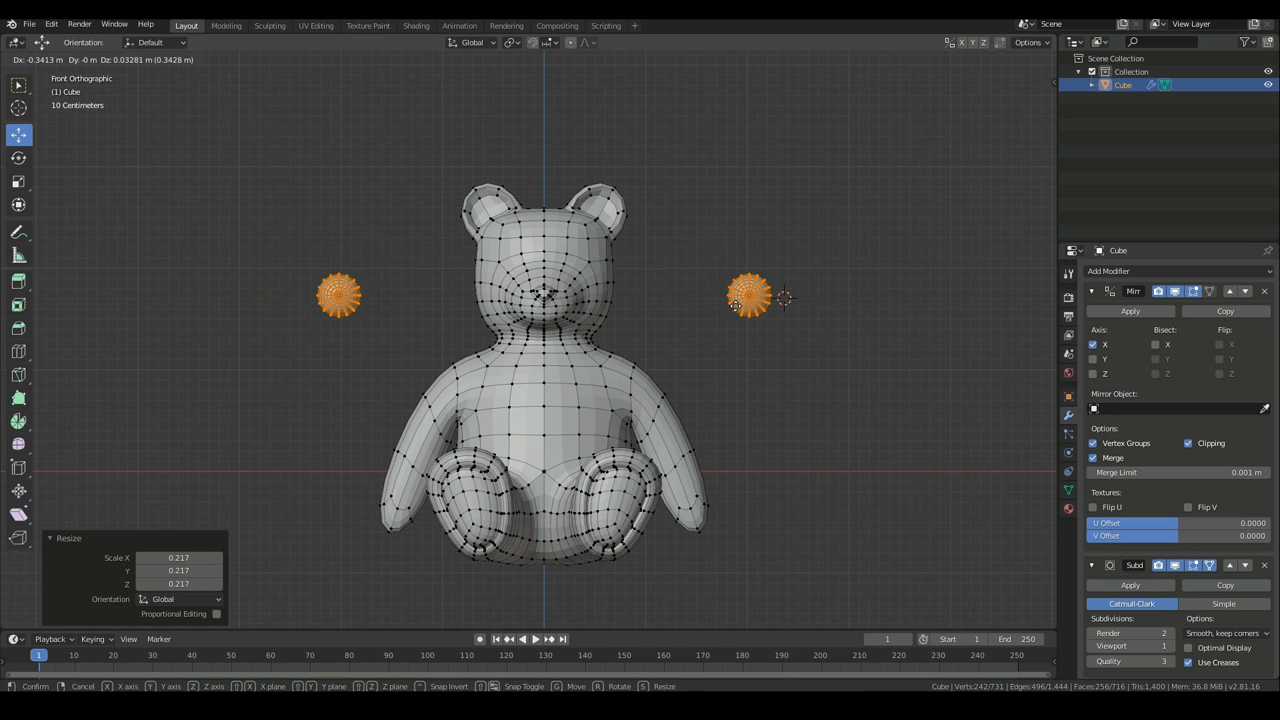 File Edit Render Window Help Layout Modeling Sculpting UV Editing Texture Paint Shading Animation Rendering Compositing Scripting + Scene View Layer
Orientation: Default Global X Y Z Options
Dx: -0.3413 m Dy: -0 m Dz: 0.03281 m (0.3428 m)
Front Orthographic
(1) Cube
10 Centimeters
Scene Collection
Collection
Cube
Cube
Add Modifier
Mirr
Apply Copy
Axis: Bisect: Flip:
X X X
Y Y Y
Z Z Z
Mirror Object:
Options:
Vertex Groups Clipping
Merge
Merge Limit 0.001 m
Textures:
Flip U Flip V
U Offset 0.0000
V Offset 0.0000
Subd
Apply Copy
Catmull-Clark Simple
Subdivisions: Options:
Render 2 Smooth, keep corners
Viewport 1 Optimal Display
Quality 3 Use Creases
Resize
Scale X 0.217
Y 0.217
Z 0.217
Orientation Global
Proportional Editing
Playback Keying View Marker 1 Start 1 End 250
1 10 20 30 40 50 60 70 80 90 100 110 120 130 140 150 160 170 180 190 200 210 220 230 240 250
Confirm Cancel X X axis Y Y axis Z Z axis X X plane Y Y plane Z Z plane Snap Invert Snap Toggle G Move R Rotate S Resize Cube | Verts:242/731 | Edges:496/1,444 | Faces:256/716 | Tris:1,400 | Mem: 36.8 MiB | v2.81.16